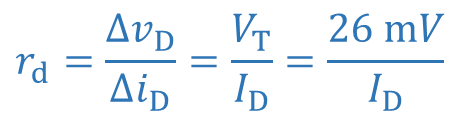 r_d = Δv_D / Δi_D = V_T / I_D = 26 mV / I_D